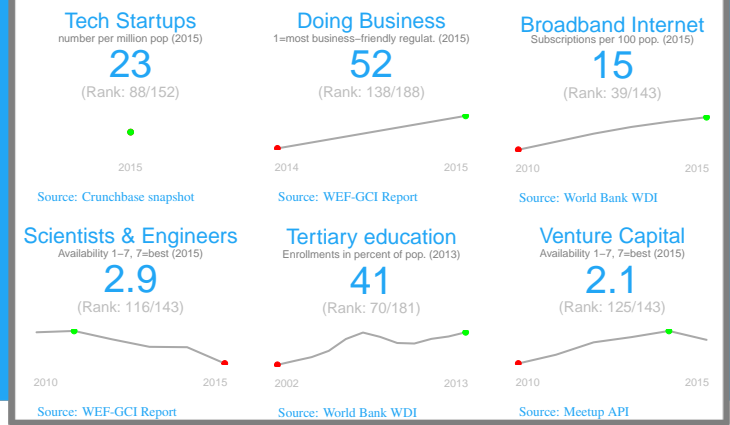 Tech Startups
number per million pop (2015)
23
(Rank: 88/152)
2015
Source: Crunchbase snapshot
Doing Business
1=most business−friendly regulat. (2015)
52
(Rank: 138/188)
2014 2015
Source: WEF-GCI Report
Broadband Internet
Subscriptions per 100 pop. (2015)
15
(Rank: 39/143)
2010 2015
Source: World Bank WDI
Scientists & Engineers
Availability 1−7, 7=best (2015)
2.9
(Rank: 116/143)
2010 2015
Source: WEF-GCI Report
Tertiary education
Enrollments in percent of pop. (2013)
41
(Rank: 70/181)
2002 2013
Source: World Bank WDI
Venture Capital
Availability 1−7, 7=best (2015)
2.1
(Rank: 125/143)
2010 2015
Source: Meetup API